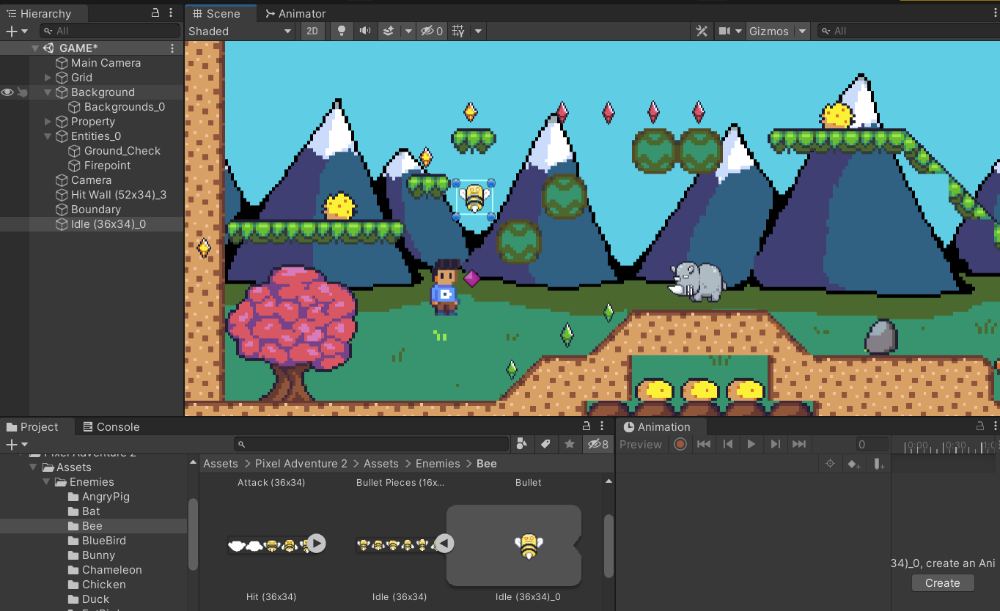 Hierarchy
All
GAME*
Main Camera
Grid
Background
Backgrounds_0
Property
Entities_0
Ground_Check
Firepoint
Camera
Hit Wall (52x34)_3
Boundary
Idle (36x34)_0
Scene Animator
Shaded 2D 0 Gizmos All
Project Console
8
Assets
Enemies
AngryPig
Bat
Bee
BlueBird
Bunny
Chameleon
Chicken
Duck
Assets > Pixel Adventure 2 > Assets > Enemies > Bee
Attack (36x34) Bullet Pieces (16x... Bullet
Hit (36x34) Idle (36x34) Idle (36x34)_0
Animation
Preview 0 0:00 0:30 1:0
34)_0, create an Ani
Create